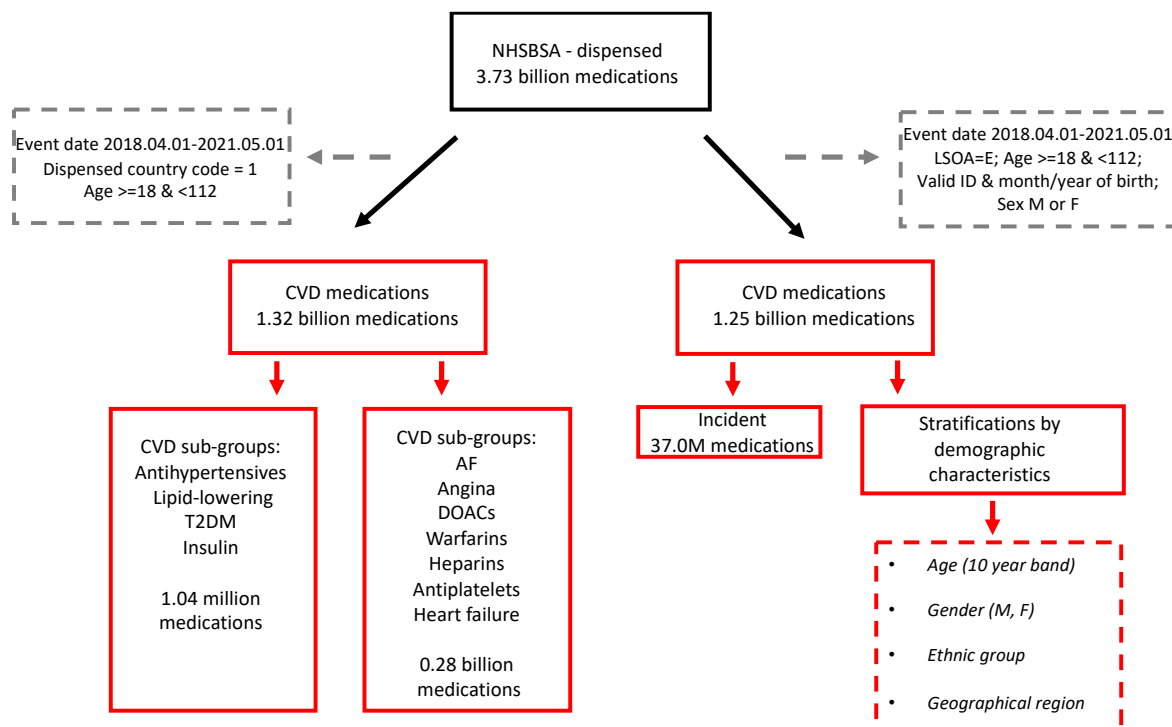 NHSBSA - dispensed
3.73 billion medications
Event date 2018.04.01-2021.05.01
Dispensed country code = 1
Age >=18 & <112
Event date 2018.04.01-2021.05.01
LSOA=E; Age >=18 & <112;
Valid ID & month/year of birth;
Sex M or F
CVD medications
1.32 billion medications
CVD medications
1.25 billion medications
CVD sub-groups:
Antihypertensives
Lipid-lowering
T2DM
Insulin
1.04 million
medications
CVD sub-groups:
AF
Angina
DOACs
Warfarins
Heparins
Antiplatelets
Heart failure
0.28 billion
medications
Incident
37.0M medications
Stratifications by
demographic
characteristics
• Age (10 year band)
• Gender (M, F)
• Ethnic group
• Geographical region